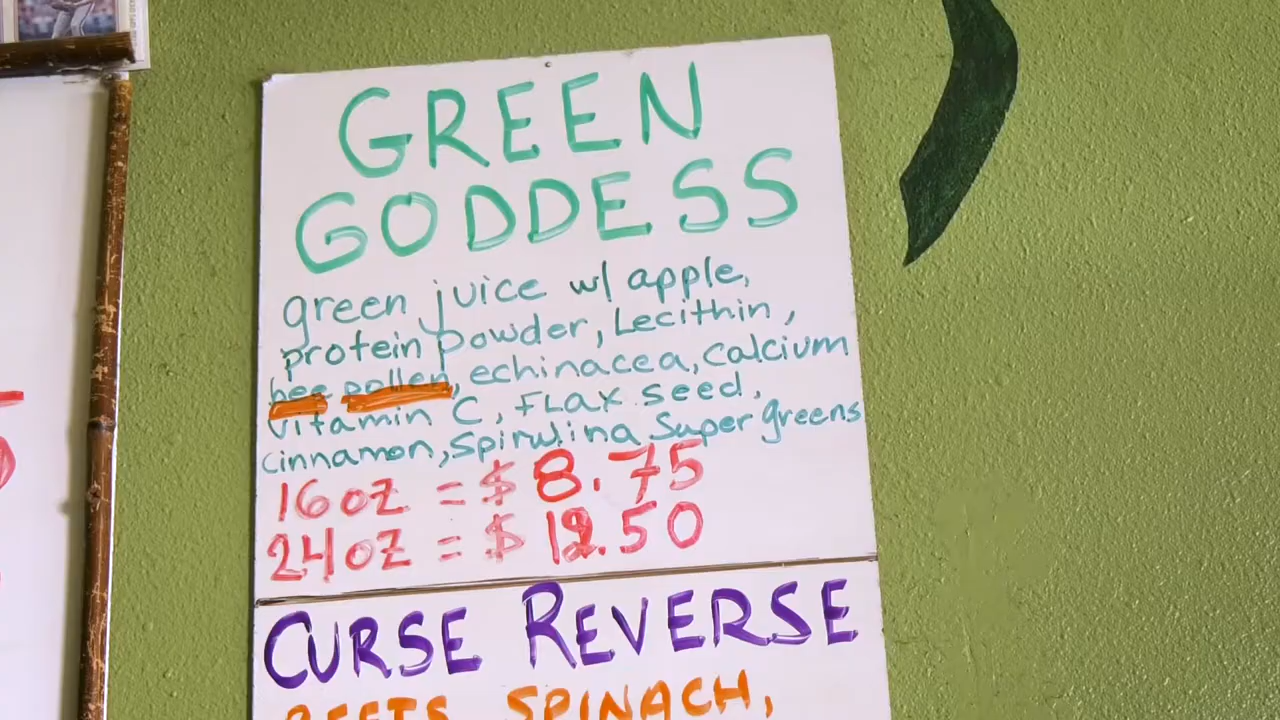 GREEN
GODDESS
green juice w/ apple,
protein powder, Lecithin,
bee pollen, echinacea, calcium
vitamin C, FLax seed,
cinnamon, Spirulina Super greens
16oz = $ 8.75
24oz = $ 12.50
CURSE REVERSE
BEETS, SPINACH,